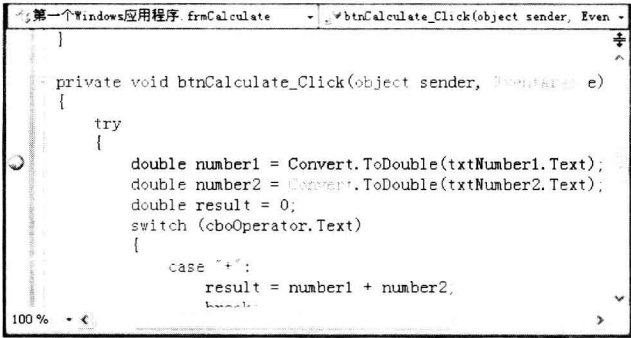 第一个Windows应用程序.frmCalculate
btnCalculate_Click(object sender, Even
}
private void btnCalculate_Click(object sender, EventArgs e)
{
try
{
double number1 = Convert.ToDouble(txtNumber1.Text);
double number2 = Convert.ToDouble(txtNumber2.Text);
double result = 0;
switch (cboOperator.Text)
{
case "+":
result = number1 + number2;
100 %